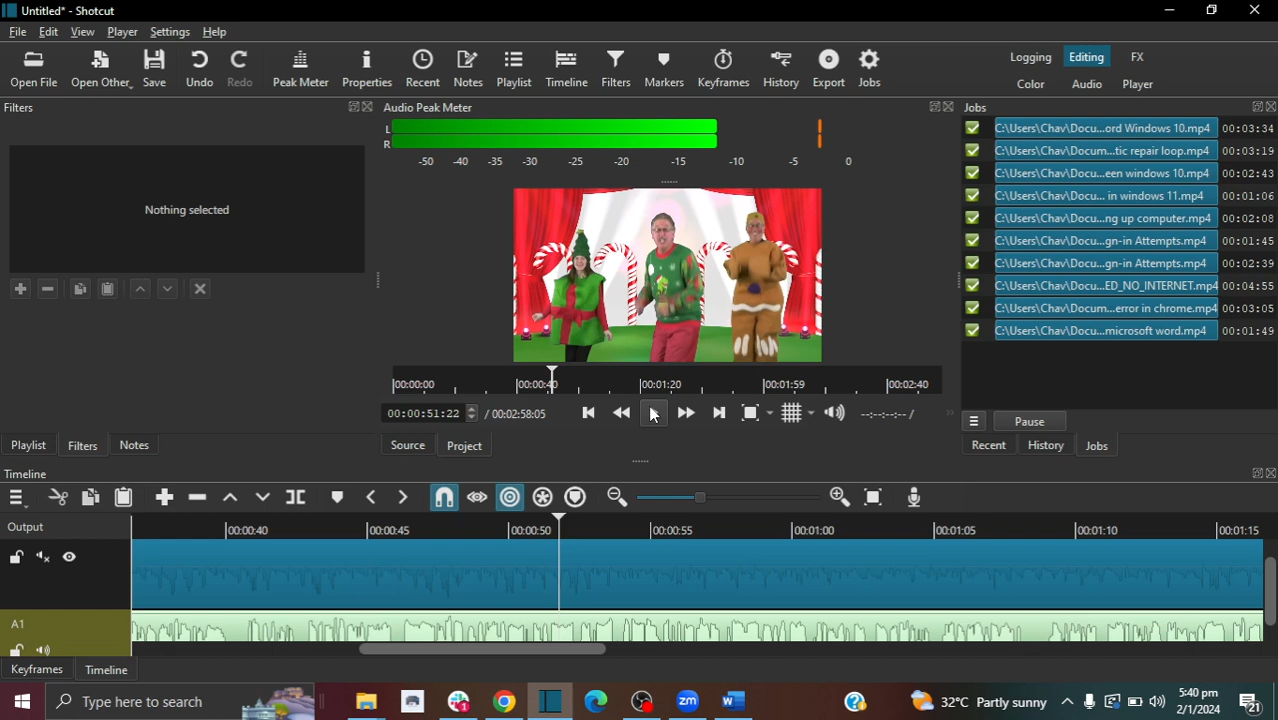 Untitled* - Shotcut
File Edit View Player Settings Help
Open File Open Other Save Undo Redo Peak Meter Properties Recent Notes Playlist Timeline Filters Markers Keyframes History Export Jobs
Logging Editing FX
Color Audio Player
Filters
Nothing selected
Audio Peak Meter
L
R
-50 -40 -35 -30 -25 -20 -15 -10 -5 0
00:00:00 00:00:40 00:01:20 00:01:59 00:02:40
00:00:51:22 / 00:02:58:05 --:--:--:-- /
Jobs
C:\Users\Chav\Docu...ord Windows 10.mp4 00:03:34
C:\Users\Chav\Docum...tic repair loop.mp4 00:03:19
C:\Users\Chav\Docu...een windows 10.mp4 00:02:43
C:\Users\Chav\Docu... in windows 11.mp4 00:01:06
C:\Users\Chav\Docu...ng up computer.mp4 00:02:08
C:\Users\Chav\Docu...gn-in Attempts.mp4 00:01:45
C:\Users\Chav\Docu...gn-in Attempts.mp4 00:02:39
C:\Users\Chav\Docu...ED_NO_INTERNET.mp4 00:04:55
C:\Users\Chav\Docum...error in chrome.mp4 00:03:05
C:\Users\Chav\Docu...microsoft word.mp4 00:01:49
Pause
Playlist Filters Notes
Source Project
Recent History Jobs
Timeline
Output
00:00:40 00:00:45 00:00:50 00:00:55 00:01:00 00:01:05 00:01:10 00:01:15
A1
Keyframes Timeline
Type here to search
32°C Partly sunny
5:40 pm
2/1/2024
21